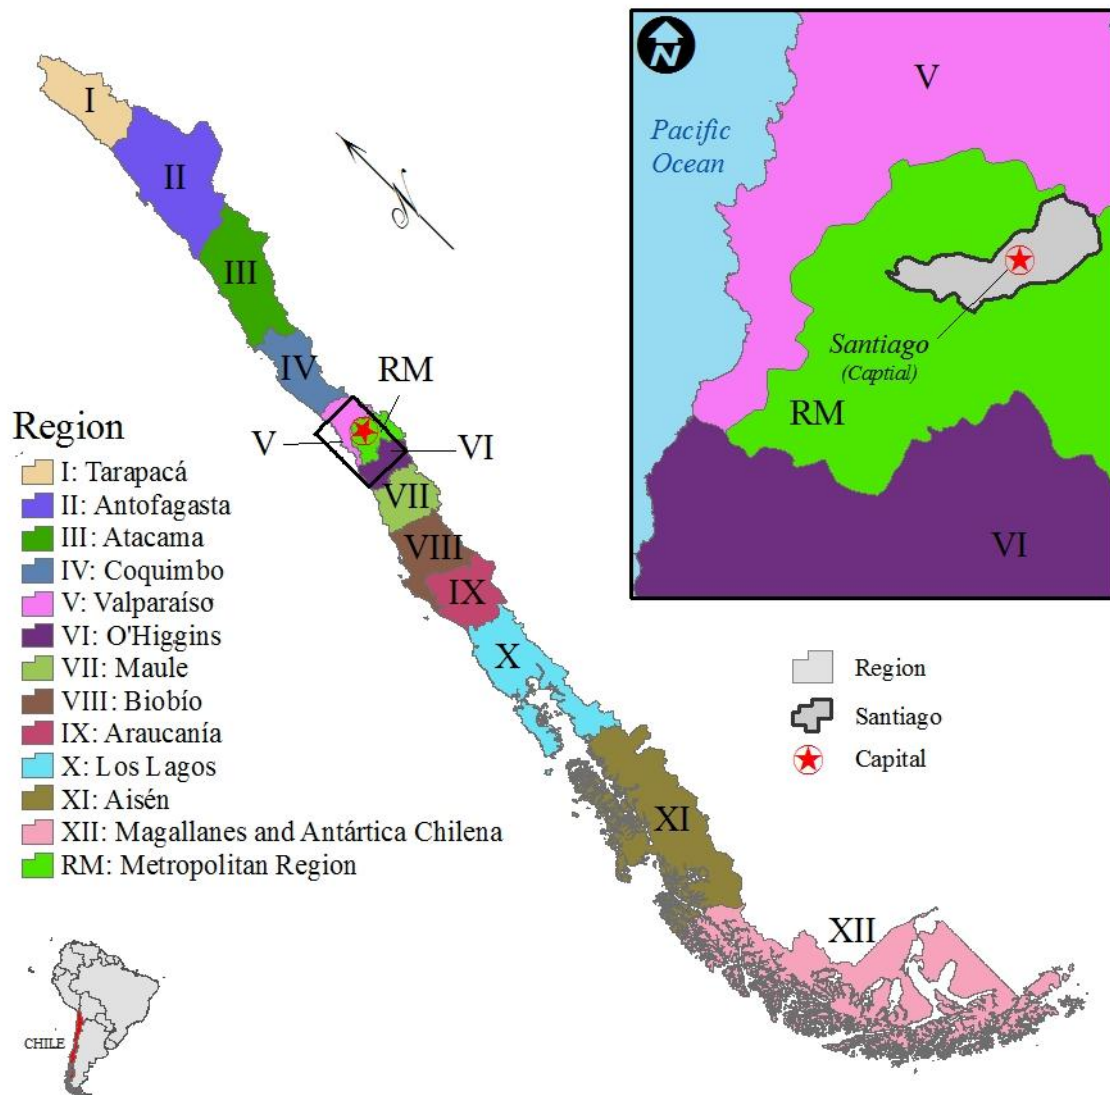 I
II
III
IV
RM
V
VI
VII
VIII
IX
X
XI
XII
N
Region
I: Tarapacá
II: Antofagasta
III: Atacama
IV: Coquimbo
V: Valparaíso
VI: O'Higgins
VII: Maule
VIII: Biobío
IX: Araucanía
X: Los Lagos
XI: Aisén
XII: Magallanes and Antártica Chilena
RM: Metropolitan Region
CHILE
N
V
Pacific
Ocean
Santiago
(Captial)
RM
VI
Region
Santiago
Capital